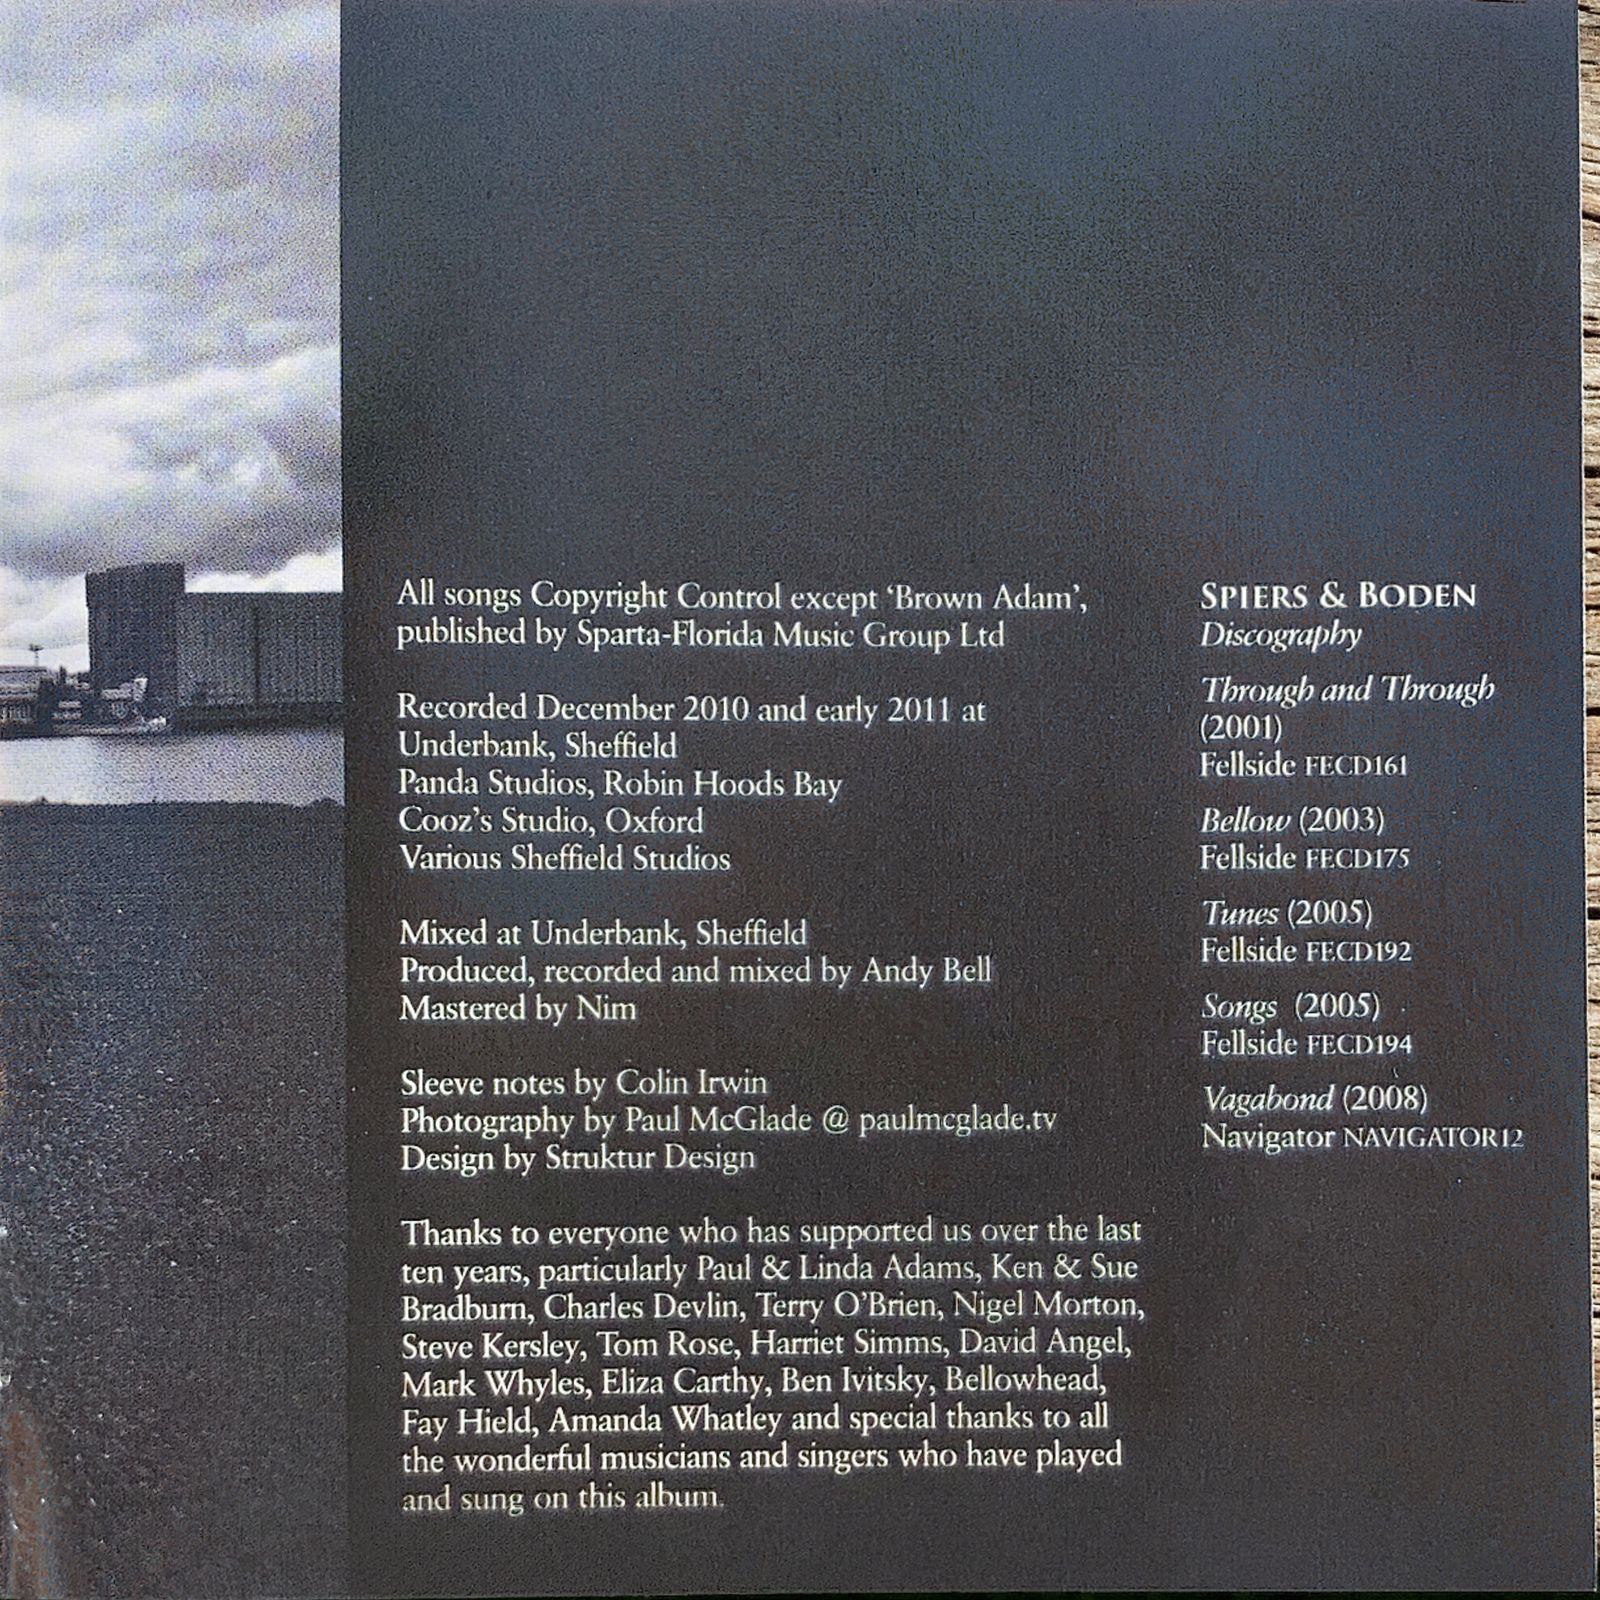 All songs Copyright Control except ‘Brown Adam’,
published by Sparta-Florida Music Group Ltd
Recorded December 2010 and early 2011 at
Underbank, Sheffield
Panda Studios, Robin Hoods Bay
Cooz’s Studio, Oxford
Various Sheffield Studios
Mixed at Underbank, Sheffield
Produced, recorded and mixed by Andy Bell
Mastered by Nim
Sleeve notes by Colin Irwin
Photography by Paul McGlade @ paulmcglade.tv
Design by Struktur Design
Thanks to everyone who has supported us over the last
ten years, particularly Paul & Linda Adams, Ken & Sue
Bradburn, Charles Devlin, Terry O’Brien, Nigel Morton,
Steve Kersley, Tom Rose, Harriet Simms, David Angel,
Mark Whyles, Eliza Carthy, Ben Ivitsky, Bellowhead,
Fay Hield, Amanda Whatley and special thanks to all
the wonderful musicians and singers who have played
and sung on this album.
SPIERS & BODEN
Discography
Through and Through
(2001)
Fellside FECD161
Bellow (2003)
Fellside FECD175
Tunes (2005)
Fellside FECD192
Songs (2005)
Fellside FECD194
Vagabond (2008)
Navigator NAVIGATOR12